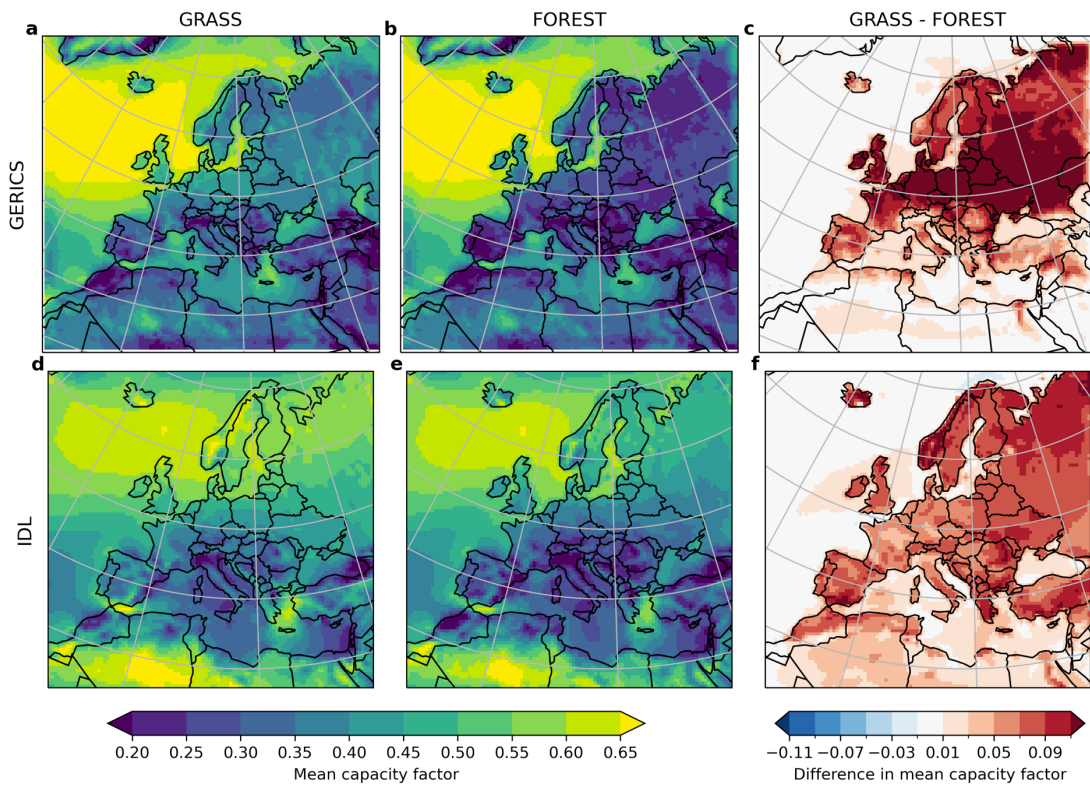 GRASS
FOREST
GRASS - FOREST
a
b
c
GERICS
d
e
f
IDL
0.20 0.25 0.30 0.35 0.40 0.45 0.50 0.55 0.60 0.65
Mean capacity factor
−0.11 −0.07 −0.03 0.01 0.05 0.09
Difference in mean capacity factor